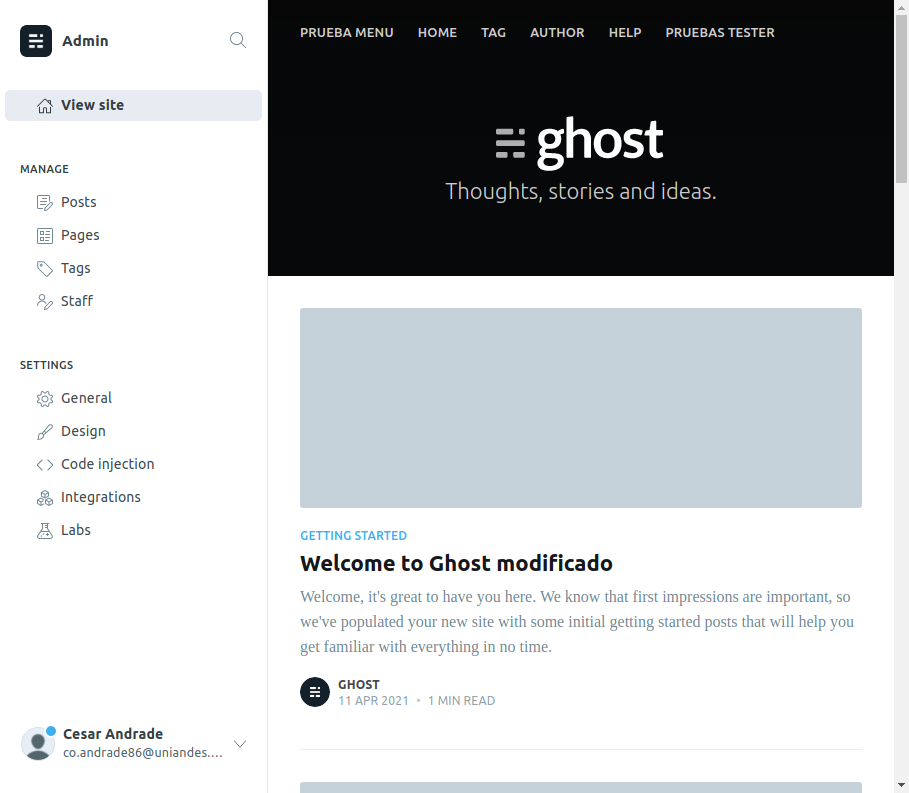 Admin
View site
MANAGE
Posts
Pages
Tags
Staff
SETTINGS
General
Design
Code injection
Integrations
Labs
Cesar Andrade
co.andrade86@uniandes....
PRUEBA MENU HOME TAG AUTHOR HELP PRUEBAS TESTER
ghost
Thoughts, stories and ideas.
GETTING STARTED
Welcome to Ghost modificado
Welcome, it's great to have you here. We know that first impressions are important, so
we've populated your new site with some initial getting started posts that will help you
get familiar with everything in no time.
GHOST
11 APR 2021 • 1 MIN READ